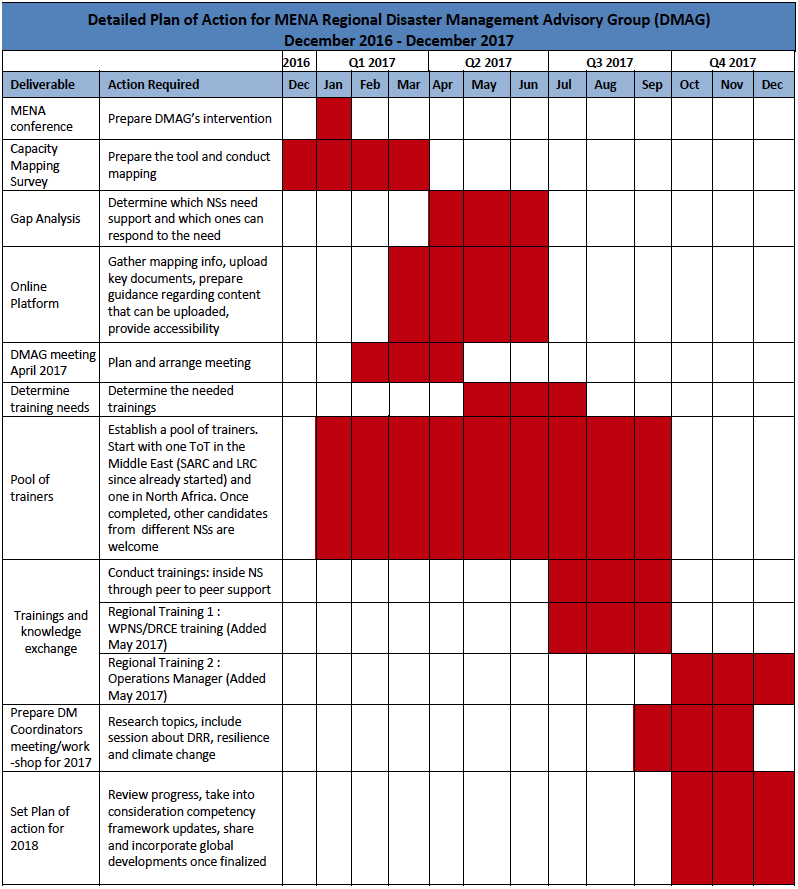 Detailed Plan of Action for MENA Regional Disaster Management Advisory Group (DMAG)
December 2016 - December 2017
2016 Q1 2017 Q2 2017 Q3 2017 Q4 2017
Deliverable Action Required Dec Jan Feb Mar Apr May Jun Jul Aug Sep Oct Nov Dec
MENA
conference
Prepare DMAG's intervention
Capacity
Mapping
Survey
Prepare the tool and conduct
mapping
Gap Analysis
Determine which NSs need
support and which ones can
respond to the need
Online
Platform
Gather mapping info, upload
key documents, prepare
guidance regarding content
that can be uploaded,
provide accessibility
DMAG meeting
April 2017
Plan and arrange meeting
Determine
training needs
Determine the needed
trainings
Pool of
trainers
Establish a pool of trainers.
Start with one ToT in the
Middle East (SARC and LRC
since already started) and
one in North Africa. Once
completed, other candidates
from different NSs are
welcome
Trainings and
knowledge
exchange
Conduct trainings: inside NS
through peer to peer support
Regional Training 1 :
WPNS/DRCE training (Added
May 2017)
Regional Training 2 :
Operations Manager (Added
May 2017)
Prepare DM
Coordinators
meeting/work
-shop for 2017
Research topics, include
session about DRR, resilience
and climate change
Set Plan of
action for
2018
Review progress, take into
consideration competency
framework updates, share
and incorporate global
developments once finalized